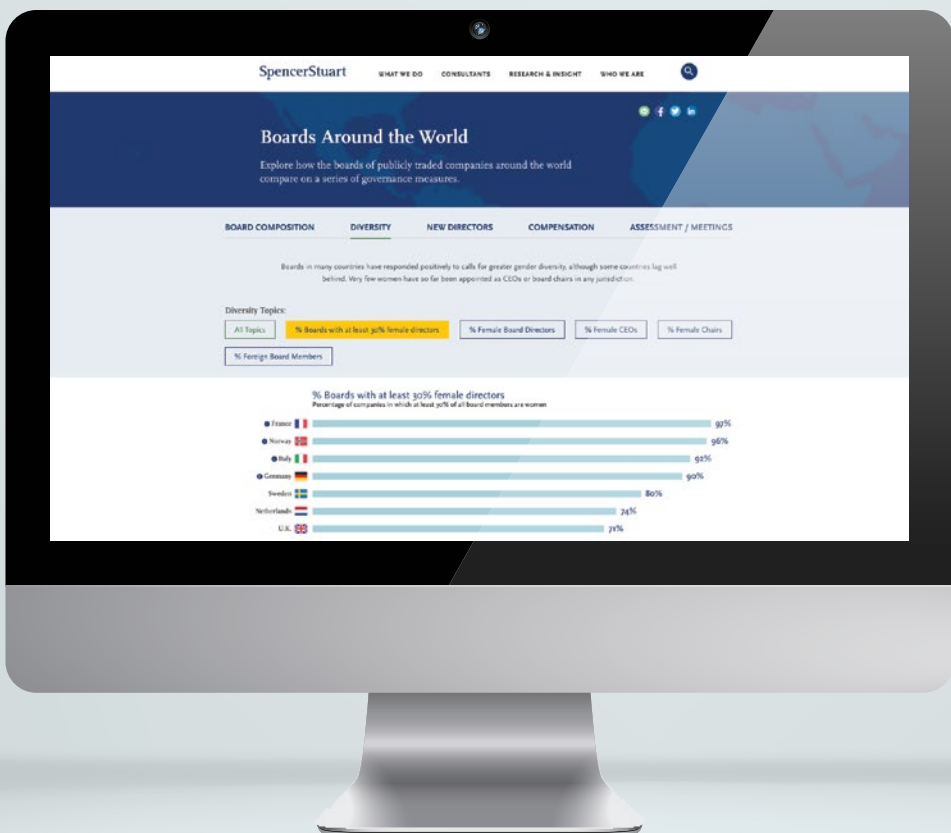 SpencerStuart
WHAT WE DO CONSULTANTS RESEARCH & INSIGHT WHO WE ARE
Boards Around the World
Explore how the boards of publicly traded companies around the world
compare on a series of governance measures.
BOARD COMPOSITION DIVERSITY NEW DIRECTORS COMPENSATION ASSESSMENT / MEETINGS
Boards in many countries have responded positively to calls for greater gender diversity, although some countries lag well
behind. Very few women have so far been appointed as CEOs or board chairs in any jurisdiction.
Diversity Topics:
All Topics % Boards with at least 30% female directors % Female Board Directors % Female CEOs % Female Chairs
% Foreign Board Members
% Boards with at least 30% female directors
Percentage of companies in which at least 30% of all board members are women
France 97%
Norway 96%
Italy 92%
Germany 90%
Sweden 80%
Netherlands 74%
U.K. 71%